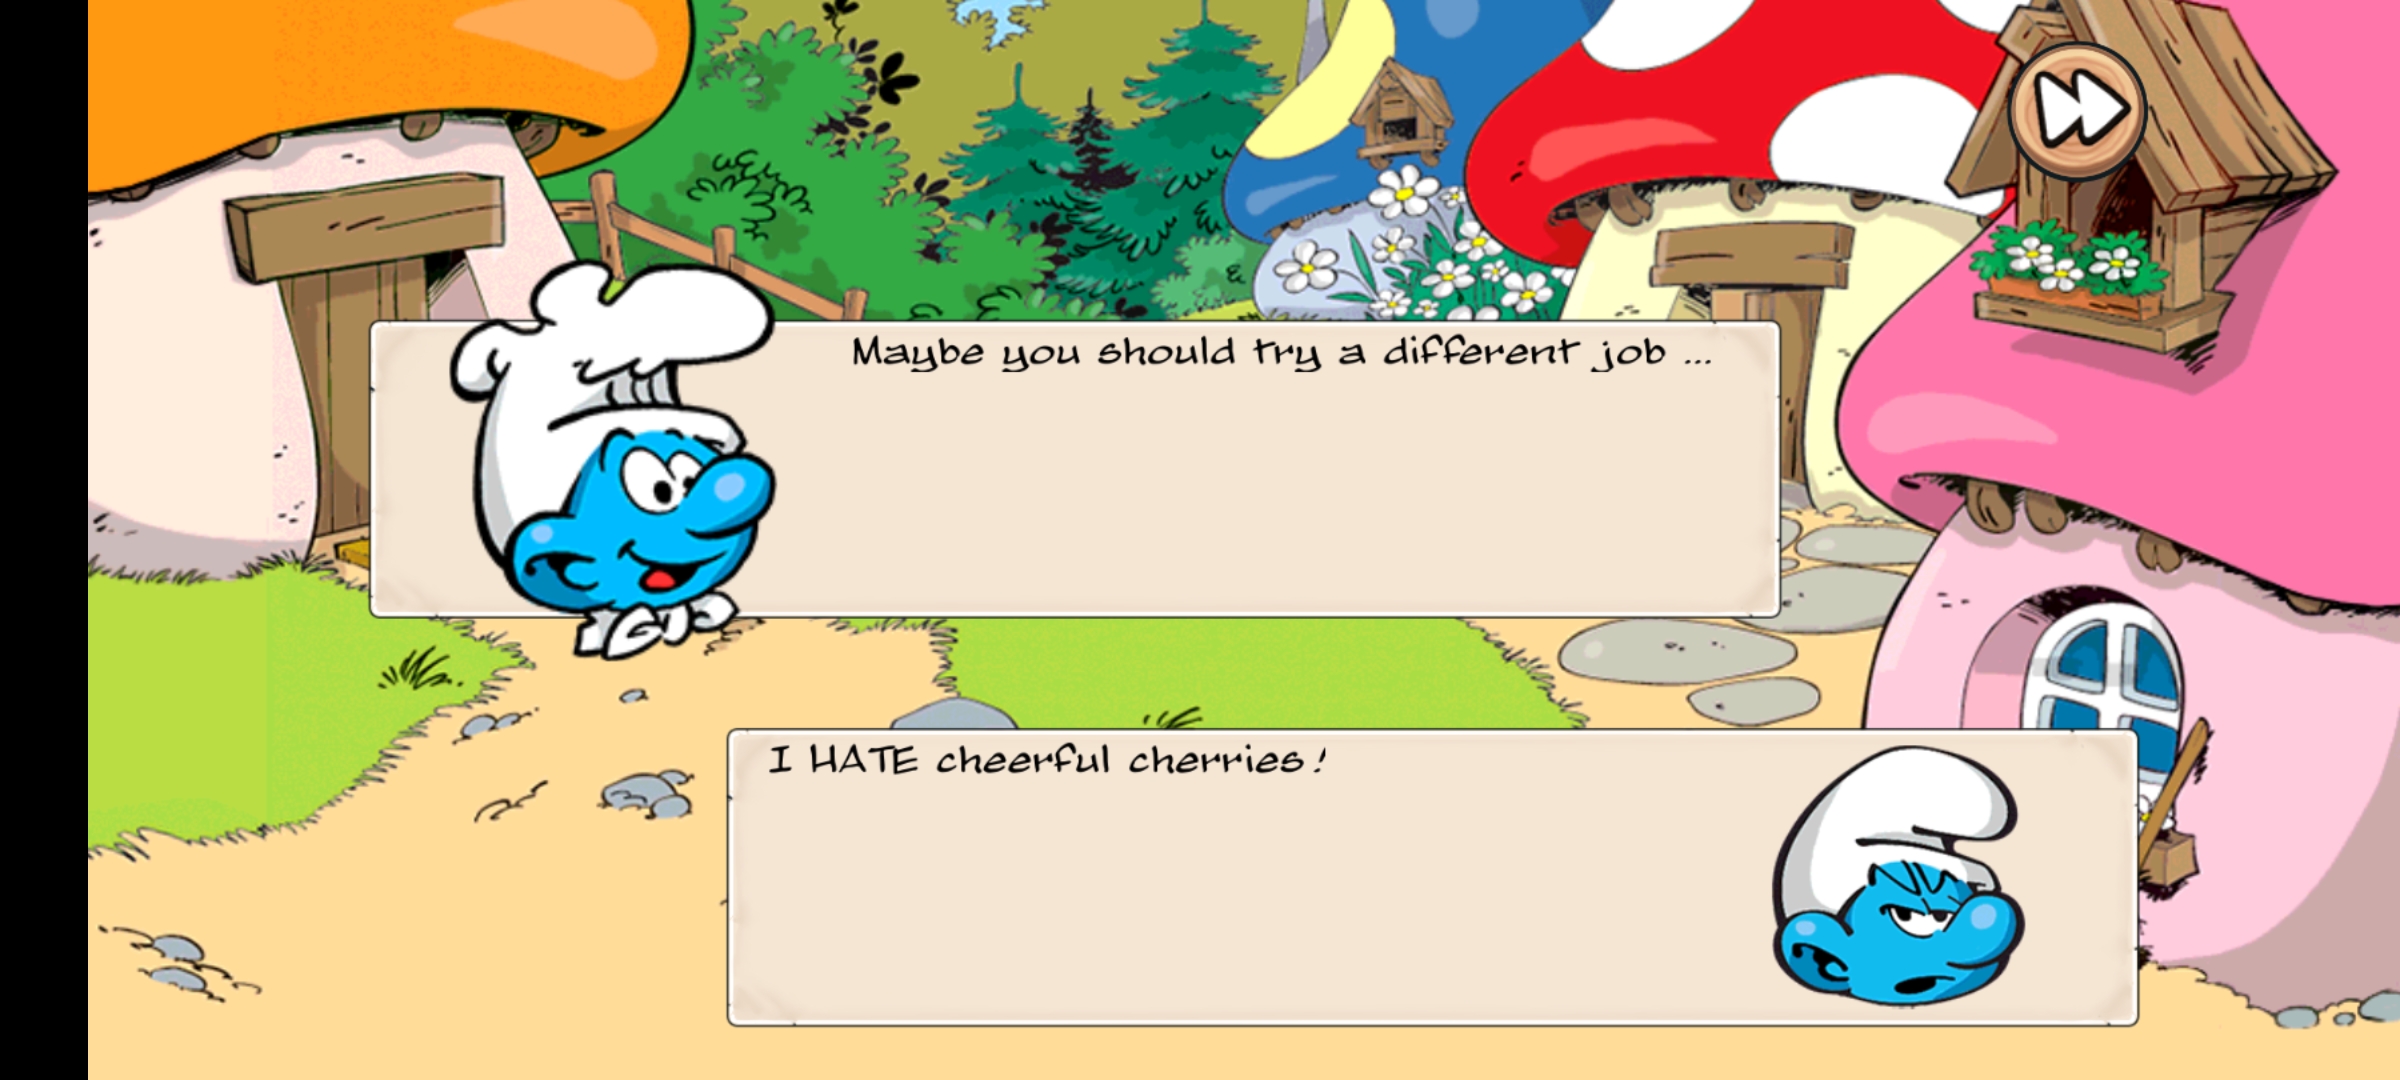 Maybe you should try a different job ...
I HATE cheerful cherries!